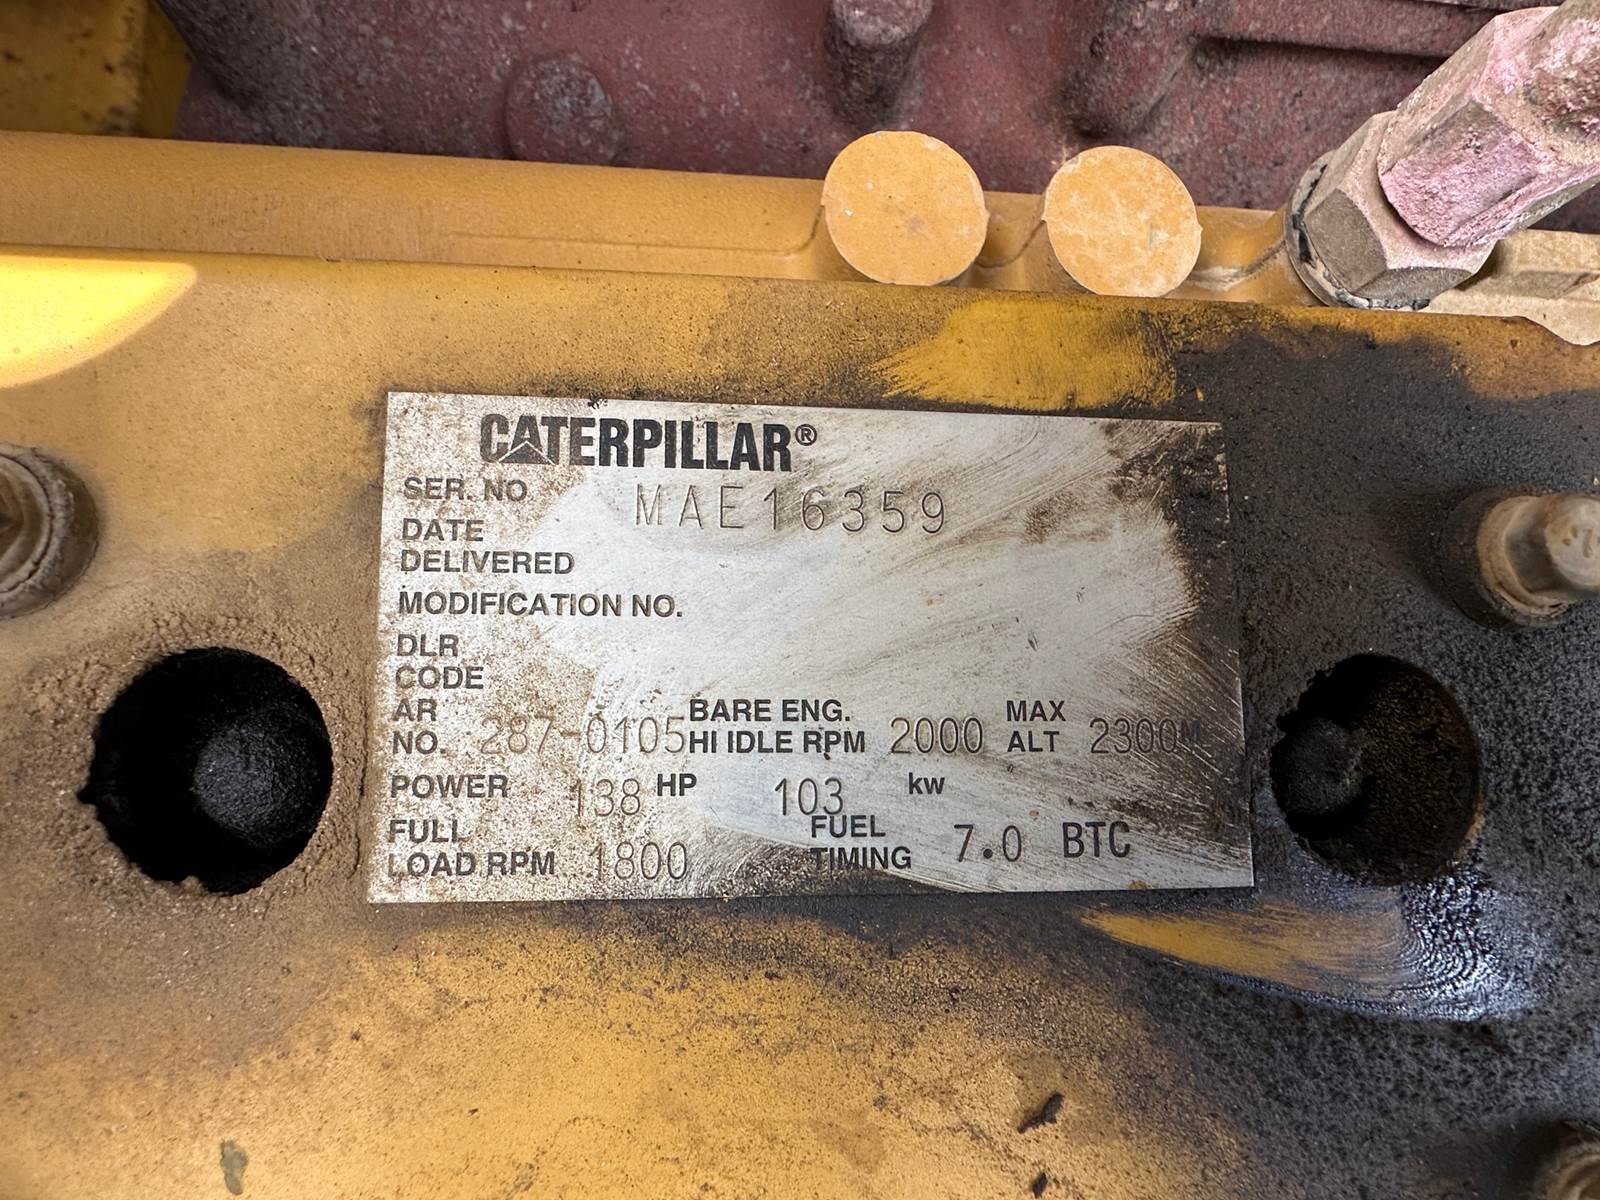 CATERPILLAR®
SER. NO MAE16359
DATE
DELIVERED
MODIFICATION NO.
DLR
CODE
AR
NO. 287-0105 BARE ENG.
HI IDLE RPM 2000 MAX
ALT 2300M
POWER 138 HP 103 kw
FULL
LOAD RPM 1800 FUEL
TIMING 7.0 BTC